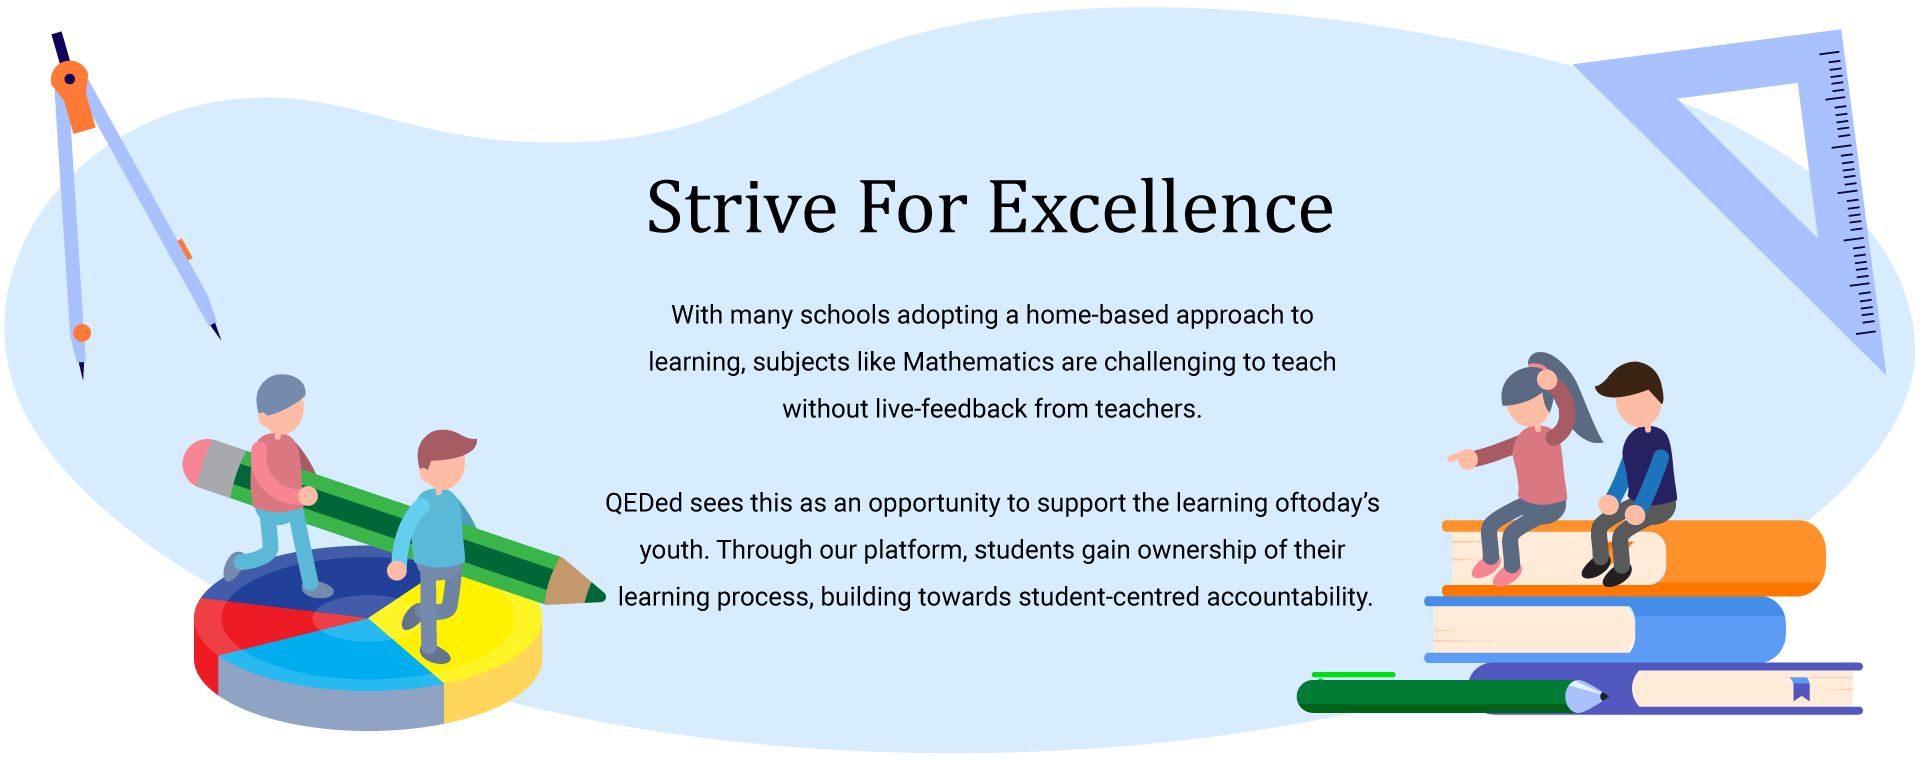 Strive For Excellence
With many schools adopting a home-based approach to
learning, subjects like Mathematics are challenging to teach
without live-feedback from teachers.
QEDed sees this as an opportunity to support the learning oftoday’s
youth. Through our platform, students gain ownership of their
learning process, building towards student-centred accountability.